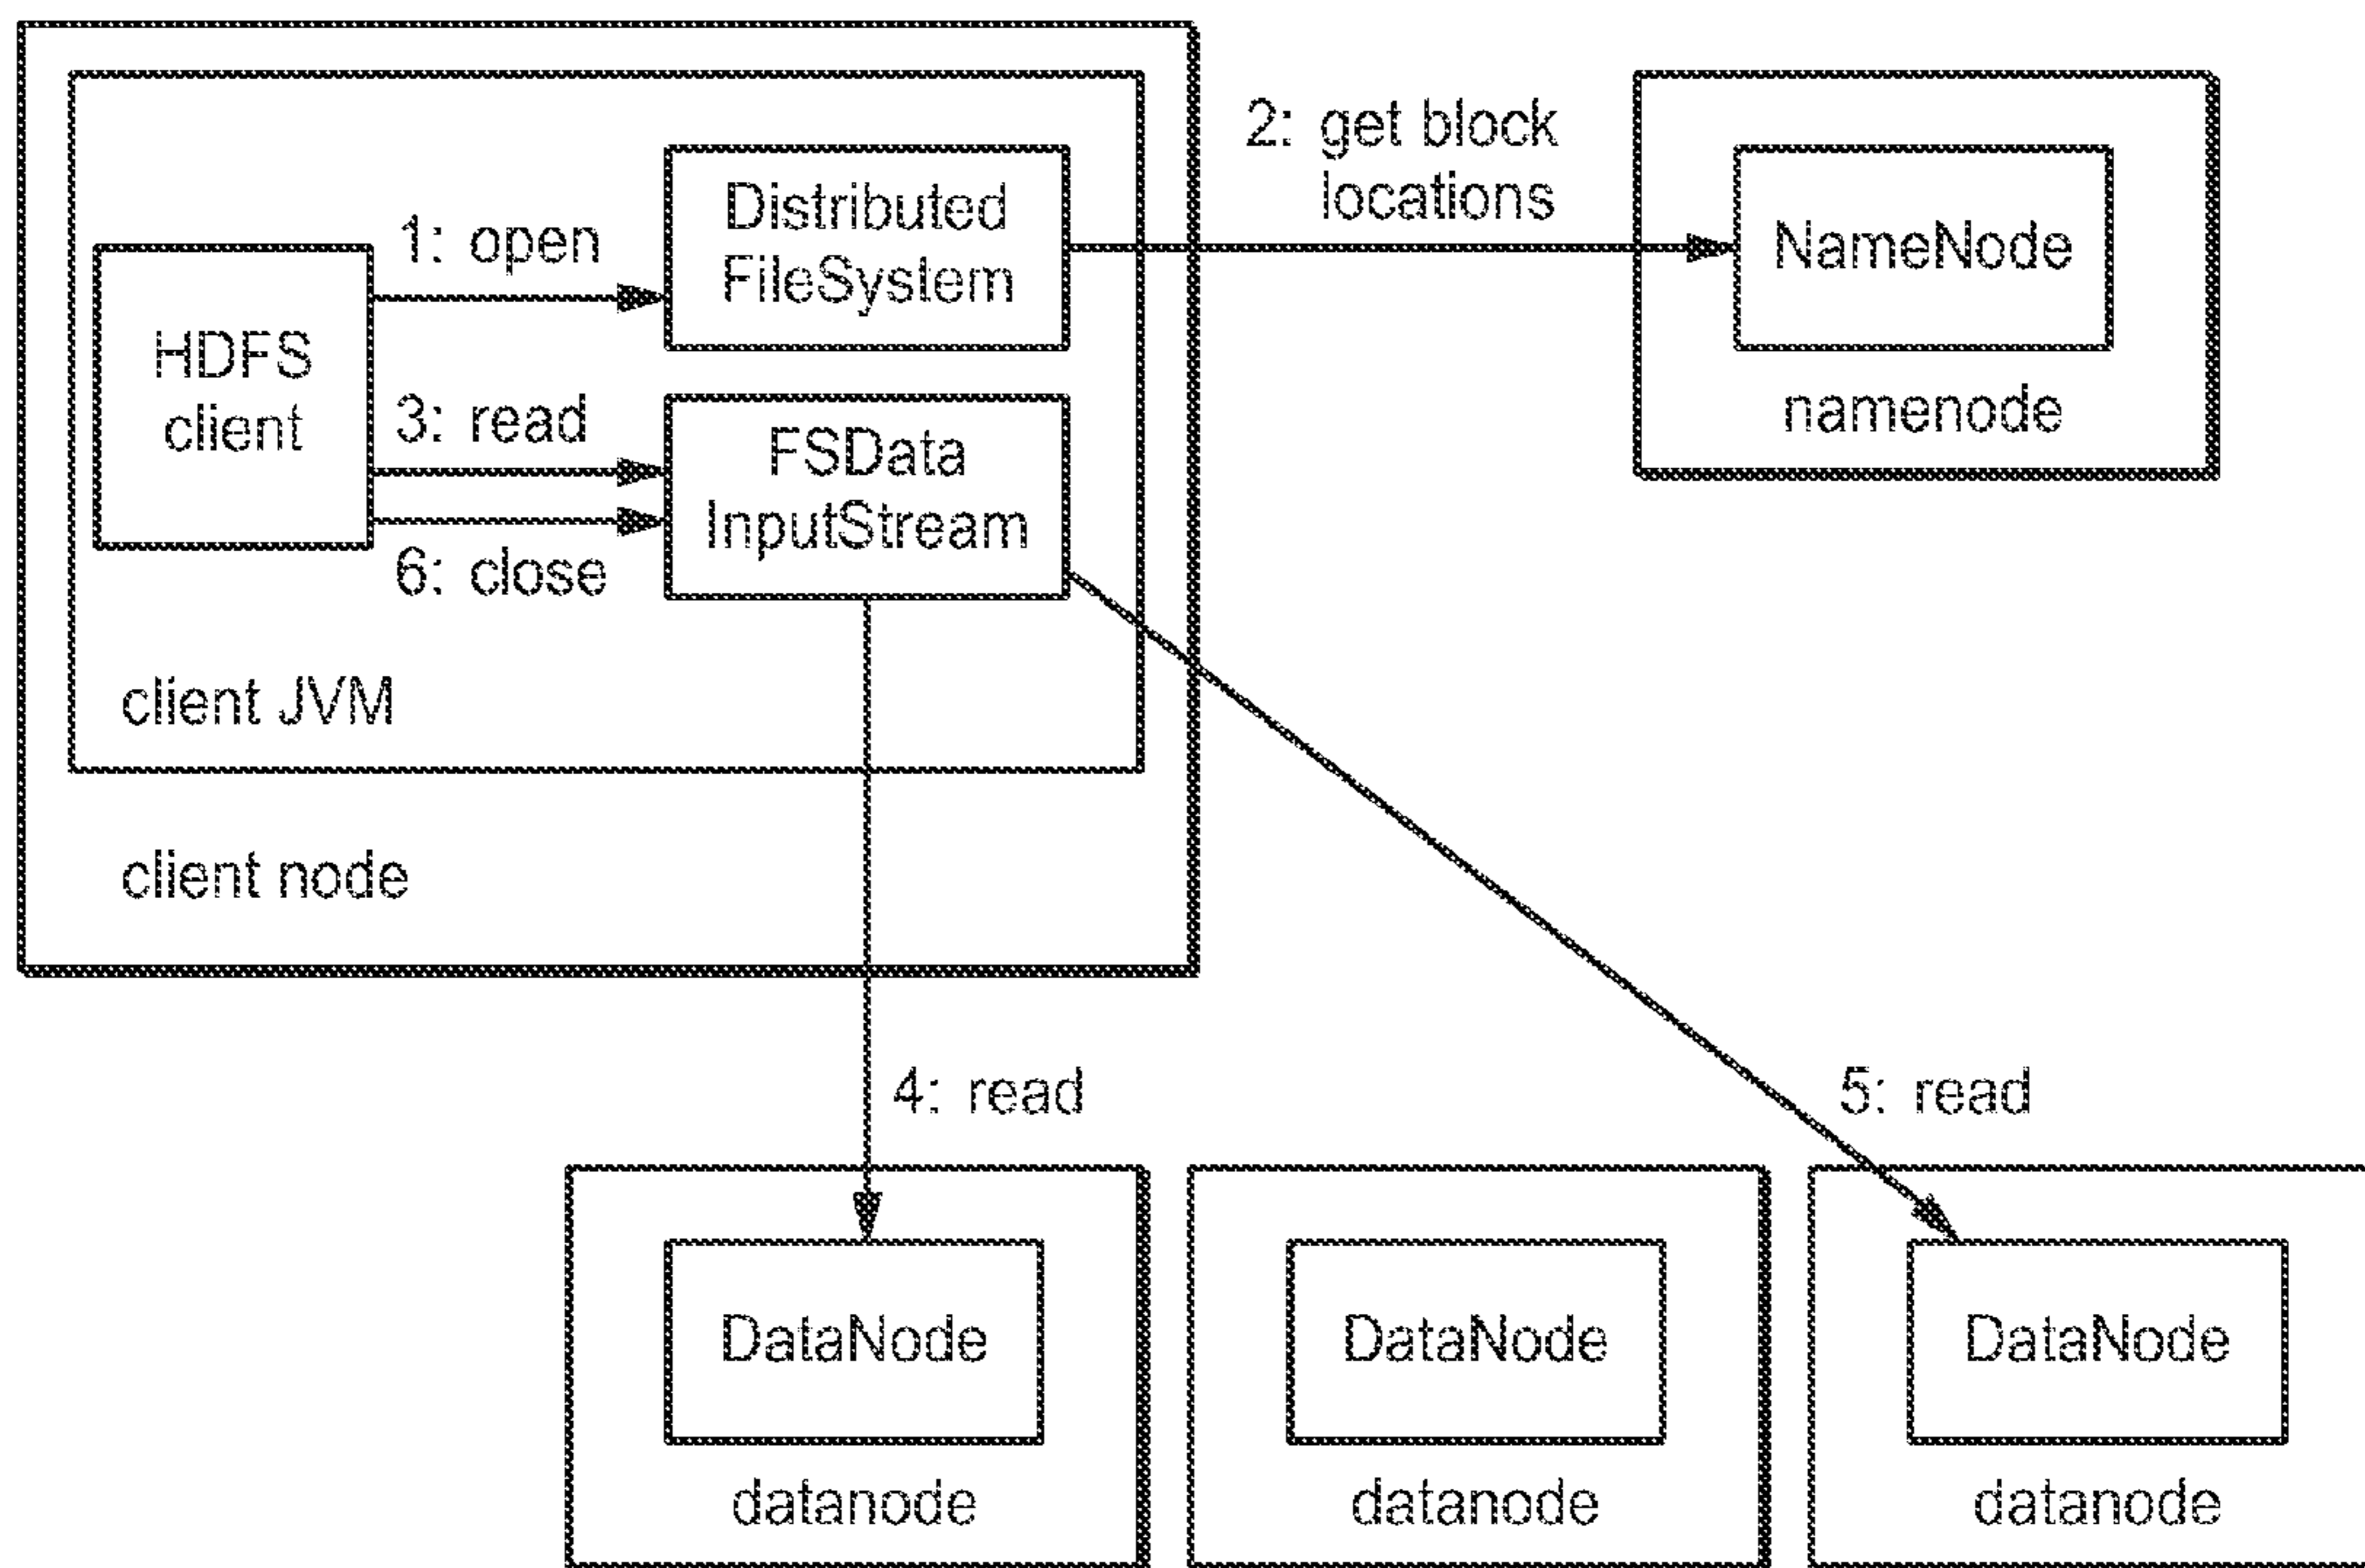 1: open
Distributed
FileSystem
2: get block
locations
NameNode
namenode
HDFS
client
3: read
FSData
InputStream
6: close
client JVM
client node
4: read
5: read
DataNode
datanode
DataNode
datanode
DataNode
datanode